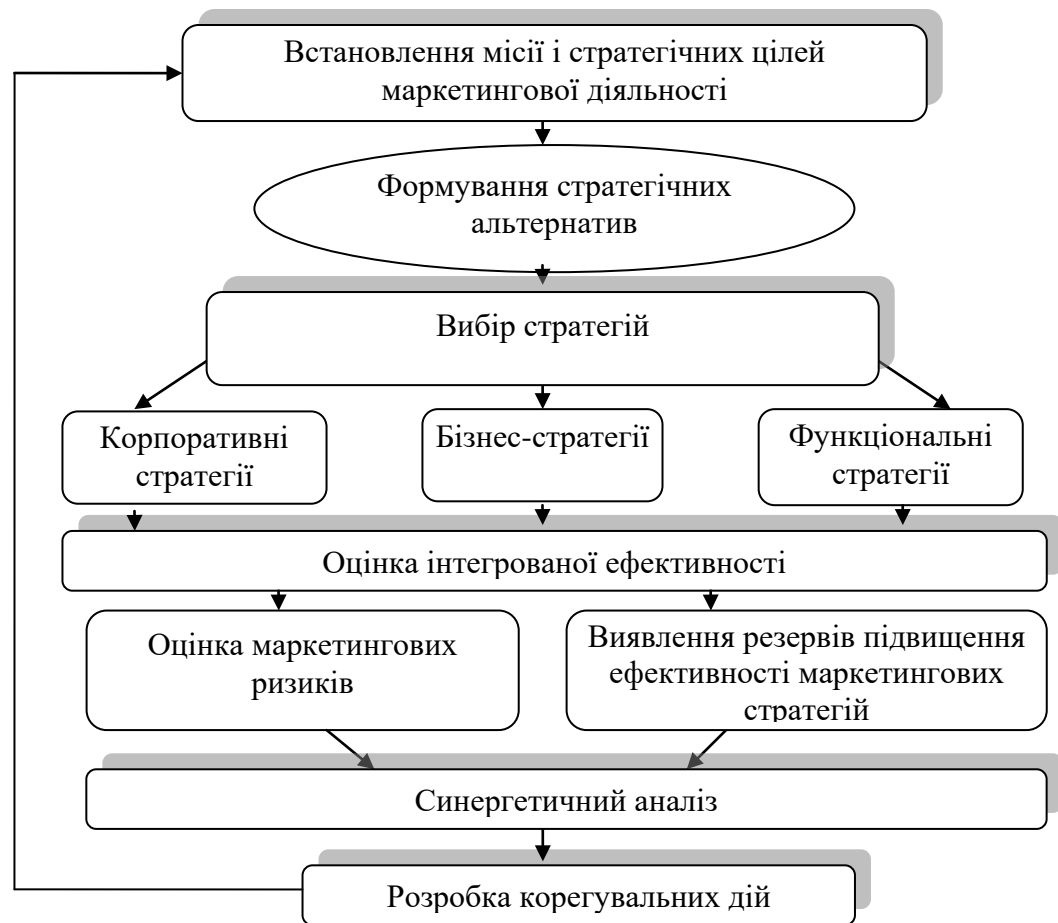 Встановлення місії і стратегічних цілей
маркетингової діяльності
Формування стратегічних
альтернатив
Вибір стратегій
Корпоративні
стратегії
Бізнес-стратегії
Функціональні
стратегії
Оцінка інтегрованої ефективності
Оцінка маркетингових
ризиків
Виявлення резервів підвищення
ефективності маркетингових
стратегій
Синергетичний аналіз
Розробка корегувальних дій